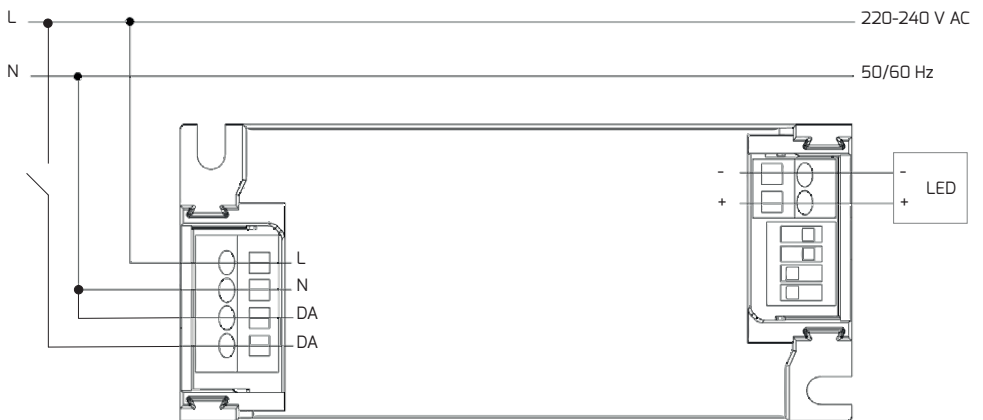 L 220-240 V AC
N 50/60 Hz
- -
LED
+ +
L
N
DA
DA